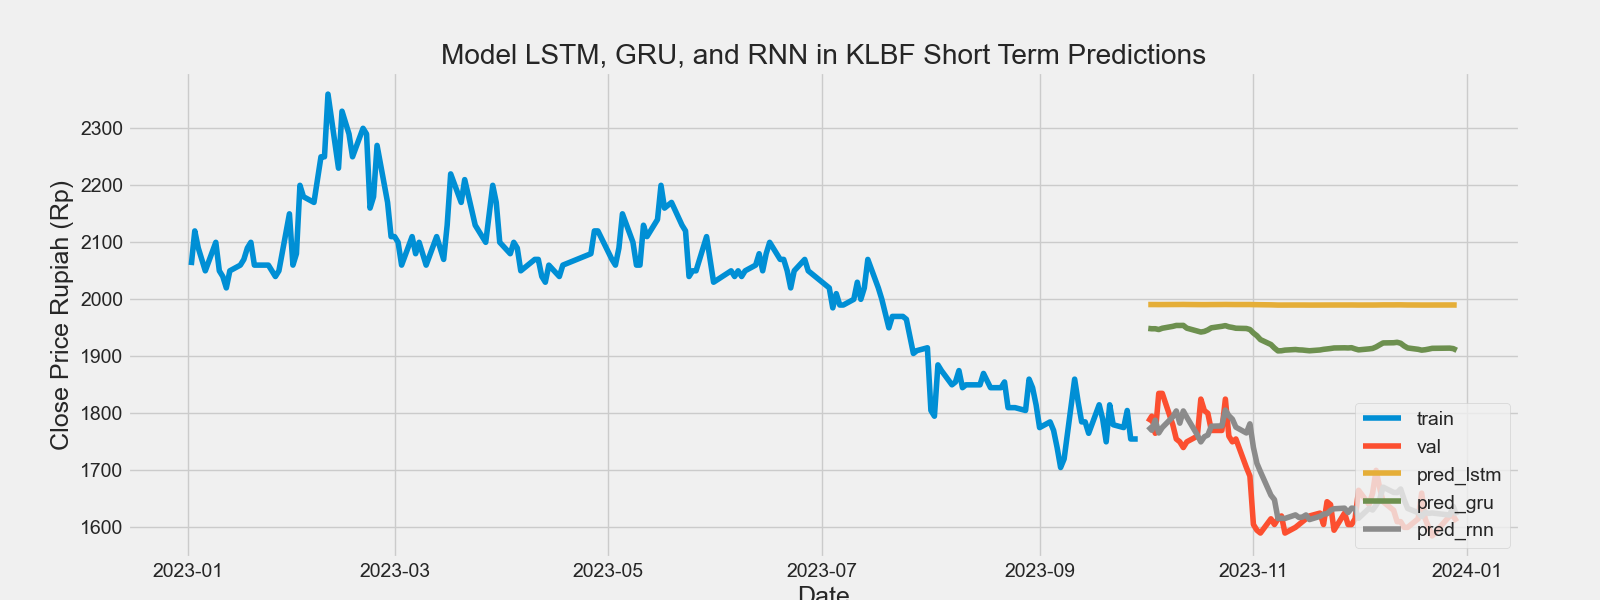 Model LSTM, GRU, and RNN in KLBF Short Term Predictions
Close Price Rupiah (Rp)
2300
2200
2100
2000
1900
1800
1700
1600
train
val
pred_lstm
pred_gru
pred_rnn
2023-01
2023-03
2023-05
2023-07
2023-09
2023-11
2024-01
Date